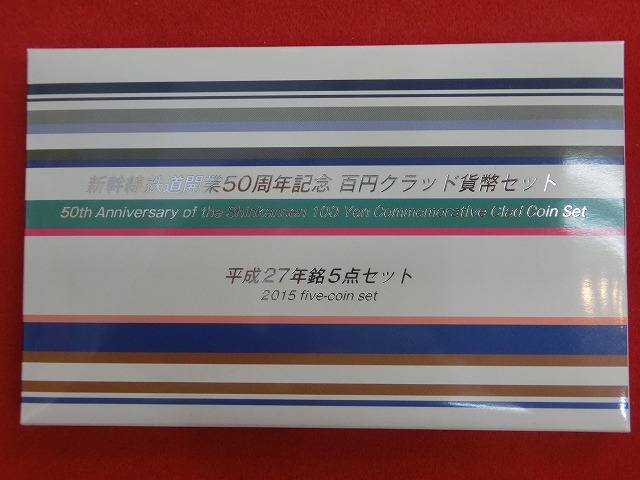 新幹線鉄道開業50周年記念 百円クラッド貨幣セット
50th Anniversary of the Shinkansen 100 Yen Commemorative Clad Coin Set
平成27年銘5点セット
2015 five-coin set